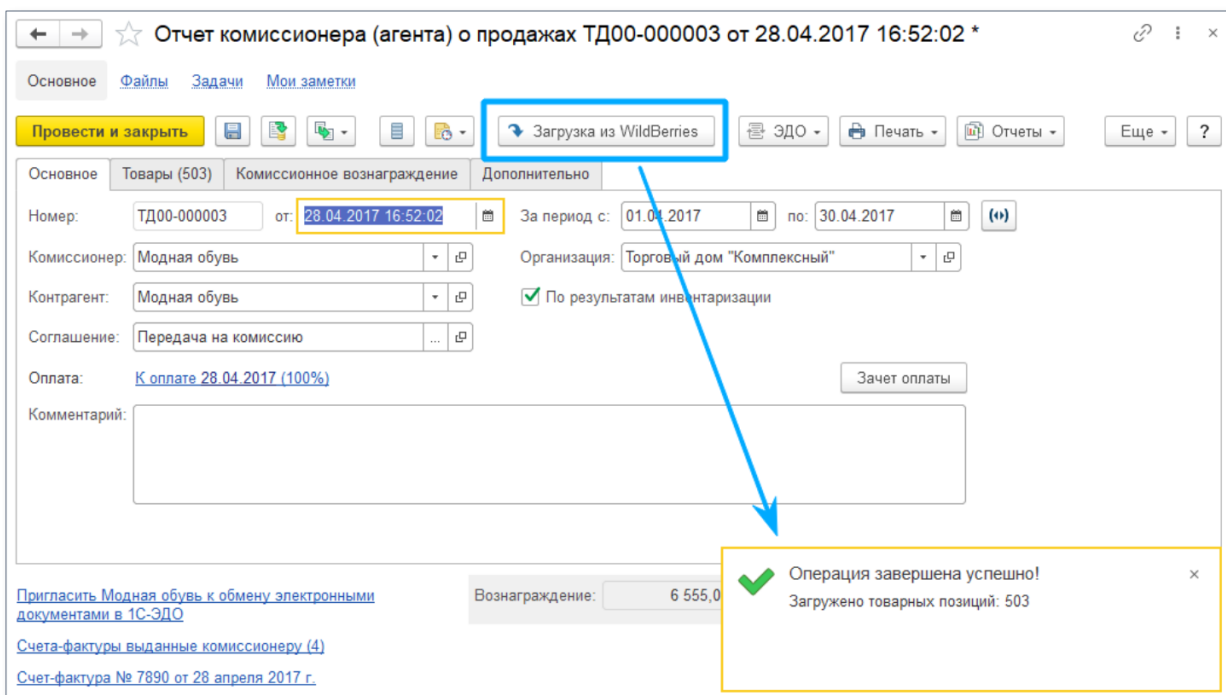 Отчет комиссионера (агента) о продажах ТД00-000003 от 28.04.2017 16:52:02 *
Основное Файлы Задачи Мои заметки
Провести и закрыть Загрузка из WildBerries ЭДО Печать Отчеты Еще ?
Основное Товары (503) Комиссионное вознаграждение Дополнительно
Номер: ТД00-000003 от: 28.04.2017 16:52:02 За период с: 01.04.2017 по: 30.04.2017
Комиссионер: Модная обувь Организация: Торговый дом "Комплексный"
Контрагент: Модная обувь По результатам инвентаризации
Соглашение: Передача на комиссию ...
Оплата: К оплате 28.04.2017 (100%) Зачет оплаты
Комментарий:
Операция завершена успешно!
Пригласить Модная обувь к обмену электронными Вознаграждение: 6 555,0 Загружено товарных позиций: 503
документами в 1С-ЭДО
Счета-фактуры выданные комиссионеру (4)
Счет-фактура № 7890 от 28 апреля 2017 г.